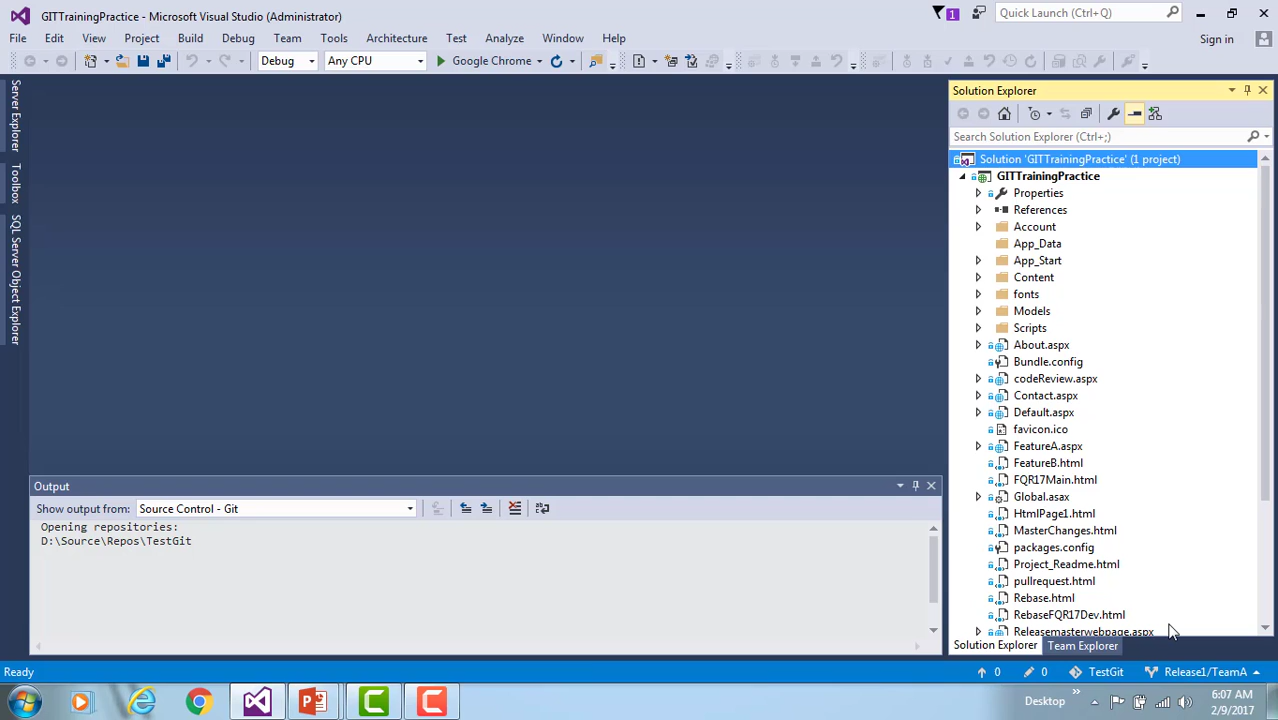 GITTrainingPractice - Microsoft Visual Studio (Administrator)
1
Quick Launch (Ctrl+Q)
File Edit View Project Build Debug Team Tools Architecture Test Analyze Window Help
Sign in
Debug Any CPU Google Chrome
Server Explorer
Toolbox
SQL Server Object Explorer
Solution Explorer
Search Solution Explorer (Ctrl+;)
Solution 'GITTrainingPractice' (1 project)
GITTrainingPractice
Properties
References
Account
App_Data
App_Start
Content
fonts
Models
Scripts
About.aspx
Bundle.config
codeReview.aspx
Contact.aspx
Default.aspx
favicon.ico
FeatureA.aspx
FeatureB.html
FQR17Main.html
Global.asax
HtmlPage1.html
MasterChanges.html
packages.config
Project_Readme.html
pullrequest.html
Rebase.html
RebaseFQR17Dev.html
Releasemasterwebpage.aspx
Solution Explorer Team Explorer
Output
Show output from: Source Control - Git
Opening repositories:
D:\Source\Repos\TestGit
Ready
0 0 TestGit Release1/TeamA
Desktop
6:07 AM
2/9/2017